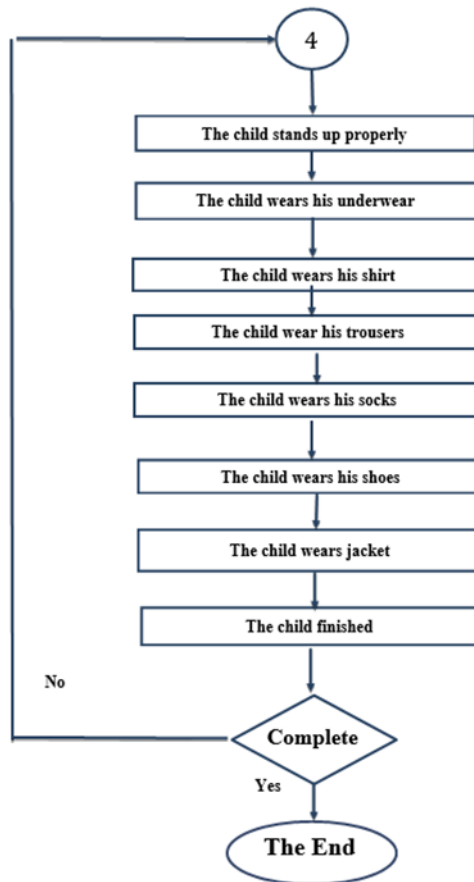 4
The child stands up properly
The child wears his underwear
The child wears his shirt
The child wear his trousers
The child wears his socks
The child wears his shoes
The child wears jacket
The child finished
No
Complete
Yes
The End